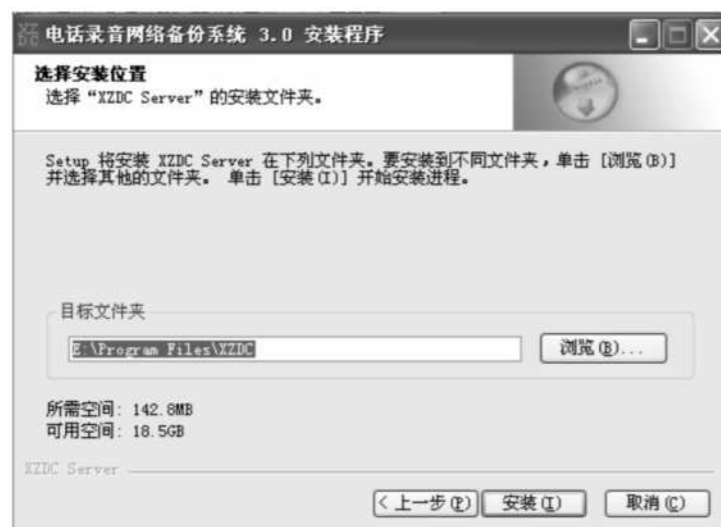 电话录音网络备份系统 3.0 安装程序
选择安装位置
选择“XZDC Server”的安装文件夹。
Setup 将安装 XZDC Server 在下列文件夹。要安装到不同文件夹,单击 [浏览(B)]
并选择其他的文件夹。 单击 [安装(I)] 开始安装进程。
目标文件夹
E:\Program Files\XZDC
浏览(B)...
所需空间: 142.8MB
可用空间: 18.5GB
XZDC Server
<上一步(P) 安装(I) 取消(C)